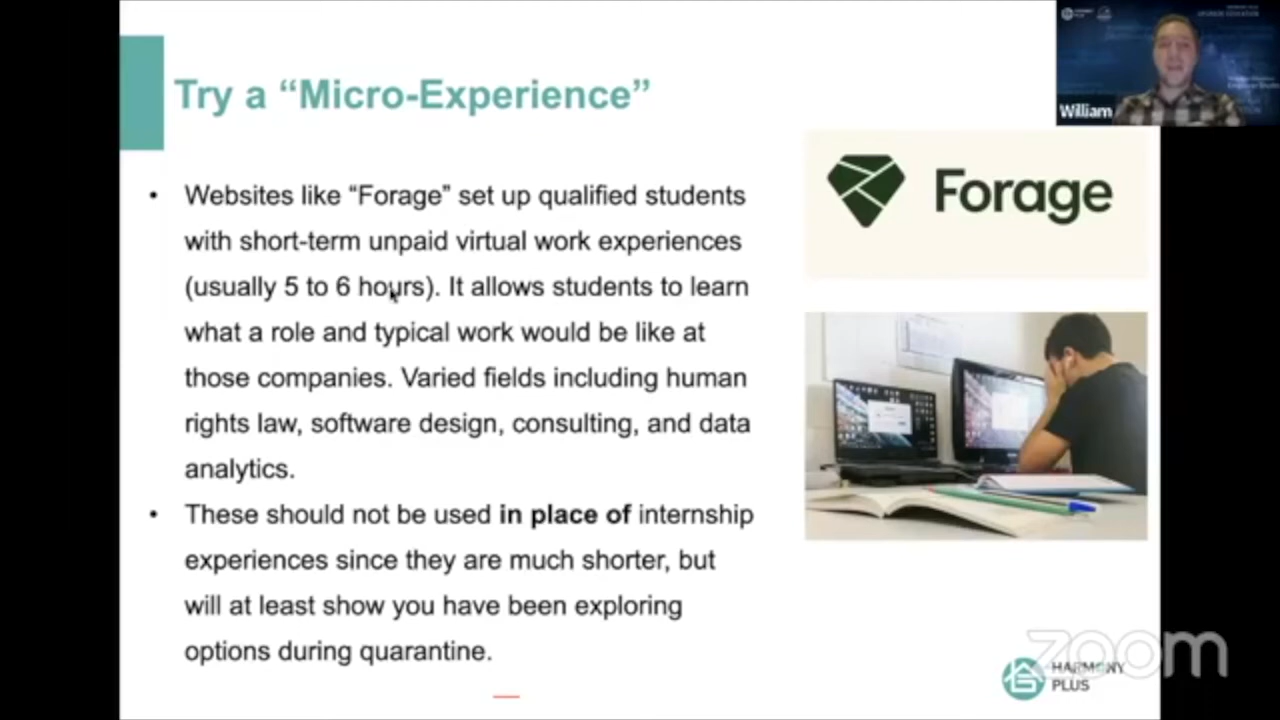 Try a “Micro-Experience”
• Websites like “Forage” set up qualified students
with short-term unpaid virtual work experiences
(usually 5 to 6 hours). It allows students to learn
what a role and typical work would be like at
those companies. Varied fields including human
rights law, software design, consulting, and data
analytics.
• These should not be used in place of internship
experiences since they are much shorter, but
will at least show you have been exploring
options during quarantine.
William
Forage
zoom
HARMONY
PLUS